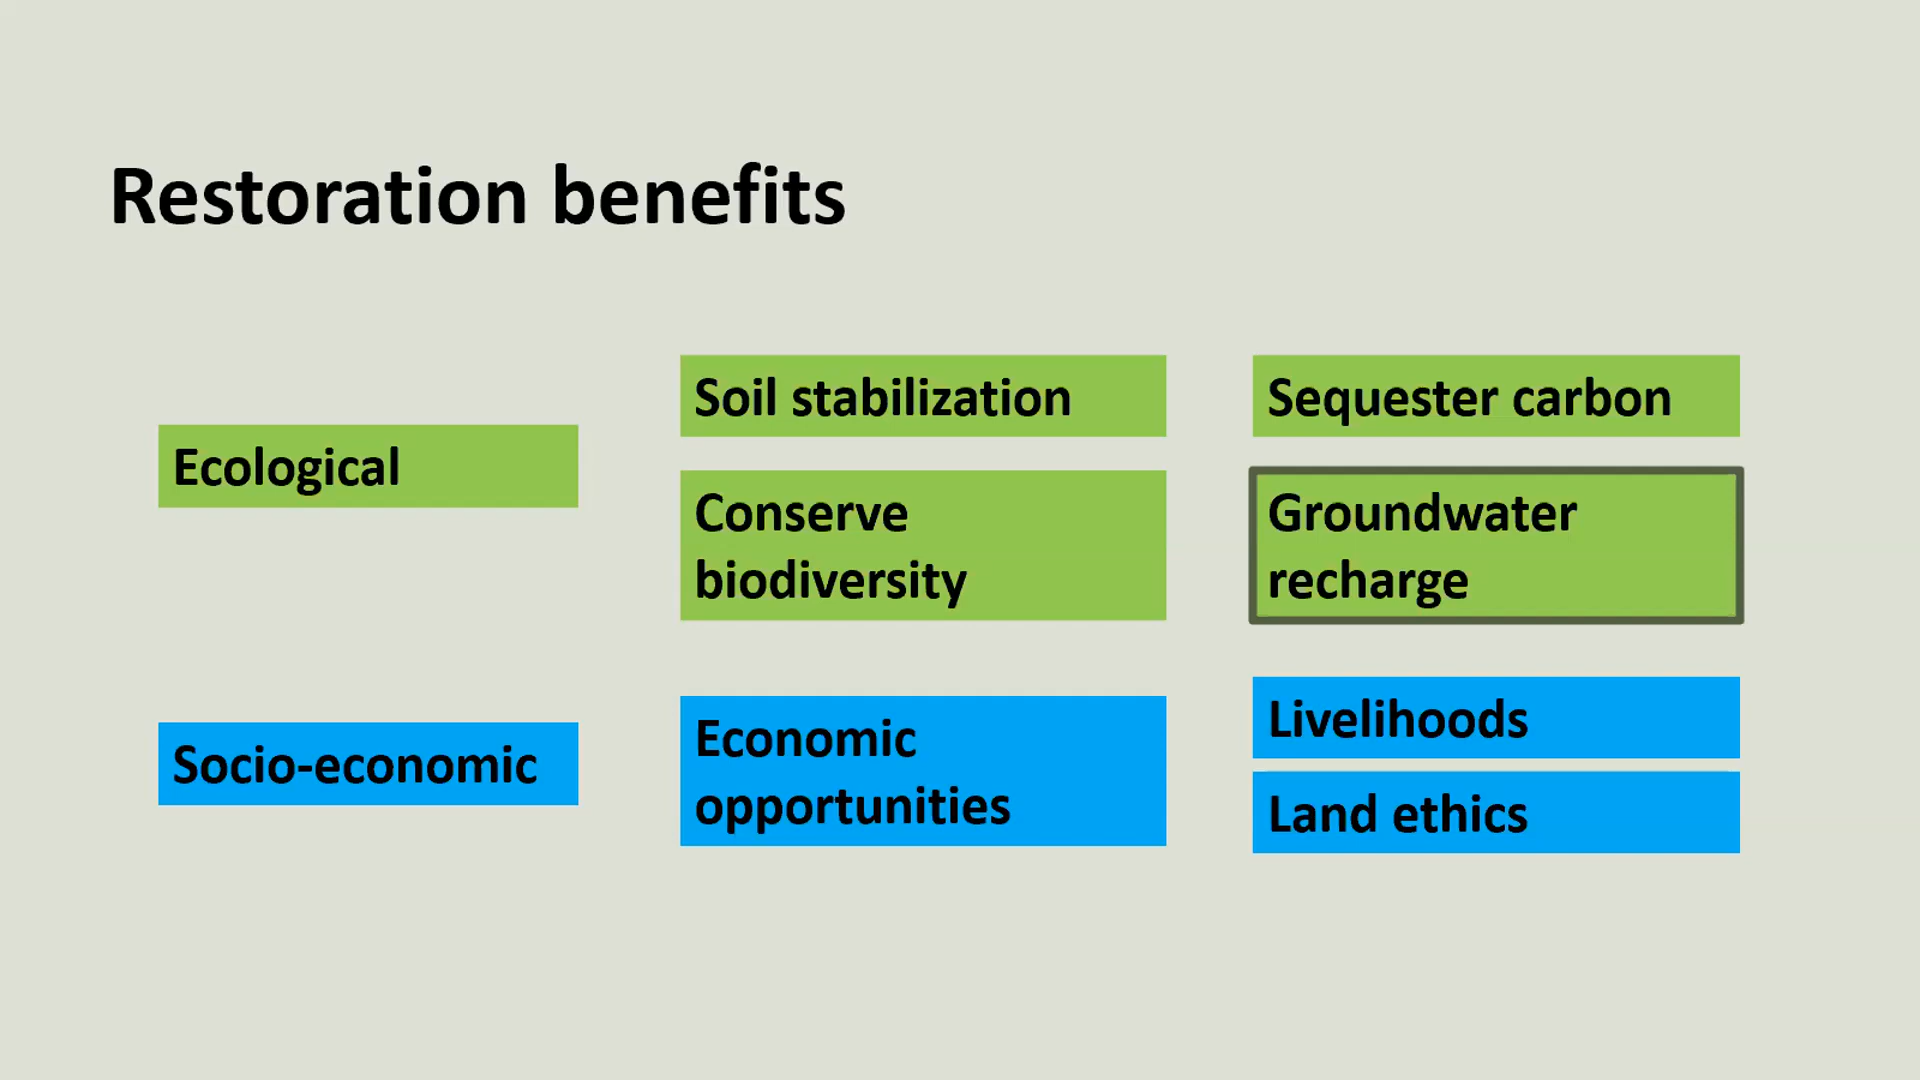 Restoration benefits
Ecological
Soil stabilization
Sequester carbon
Conserve
biodiversity
Groundwater
recharge
Socio-economic
Economic
opportunities
Livelihoods
Land ethics